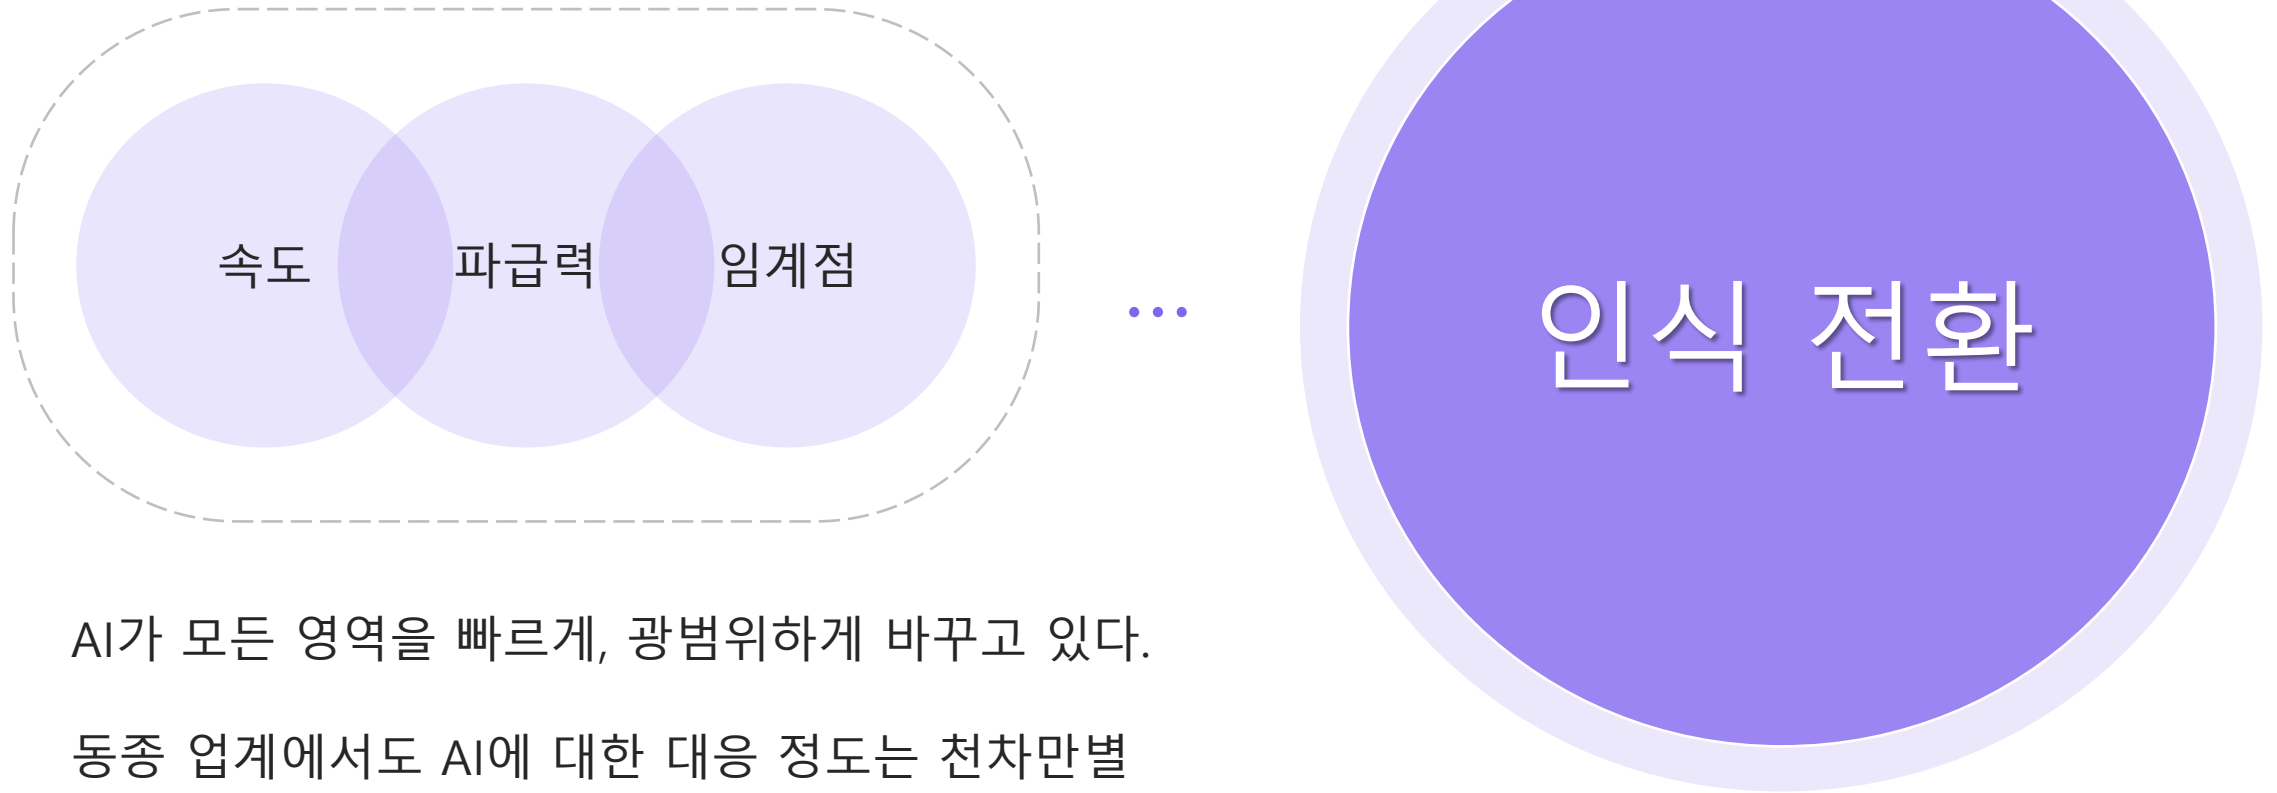 속도
파급력
임계점
인식 전환
AI가 모든 영역을 빠르게, 광범위하게 바꾸고 있다.
동종 업계에서도 AI에 대한 대응 정도는 천차만별